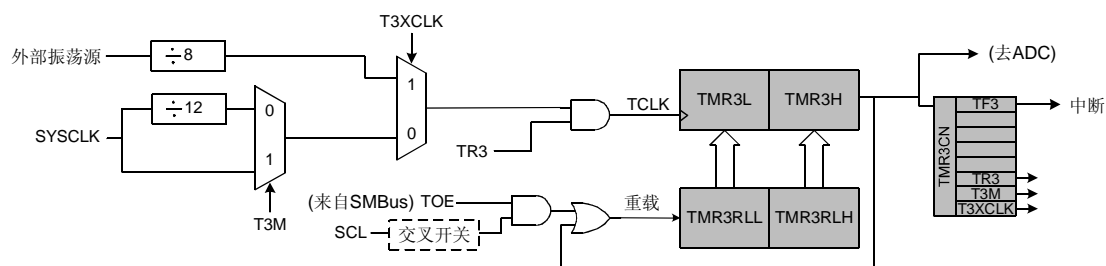 T3XCLK
外部振荡源
÷8
1
0
(去ADC)
SYSCLK
÷12
0
1
T3M
TR3
TCLK
TMR3L
TMR3H
TMR3CN
TF3
中断
TR3
T3M
T3XCLK
(来自SMBus) TOE
SCL
交叉开关
重载
TMR3RLL
TMR3RLH